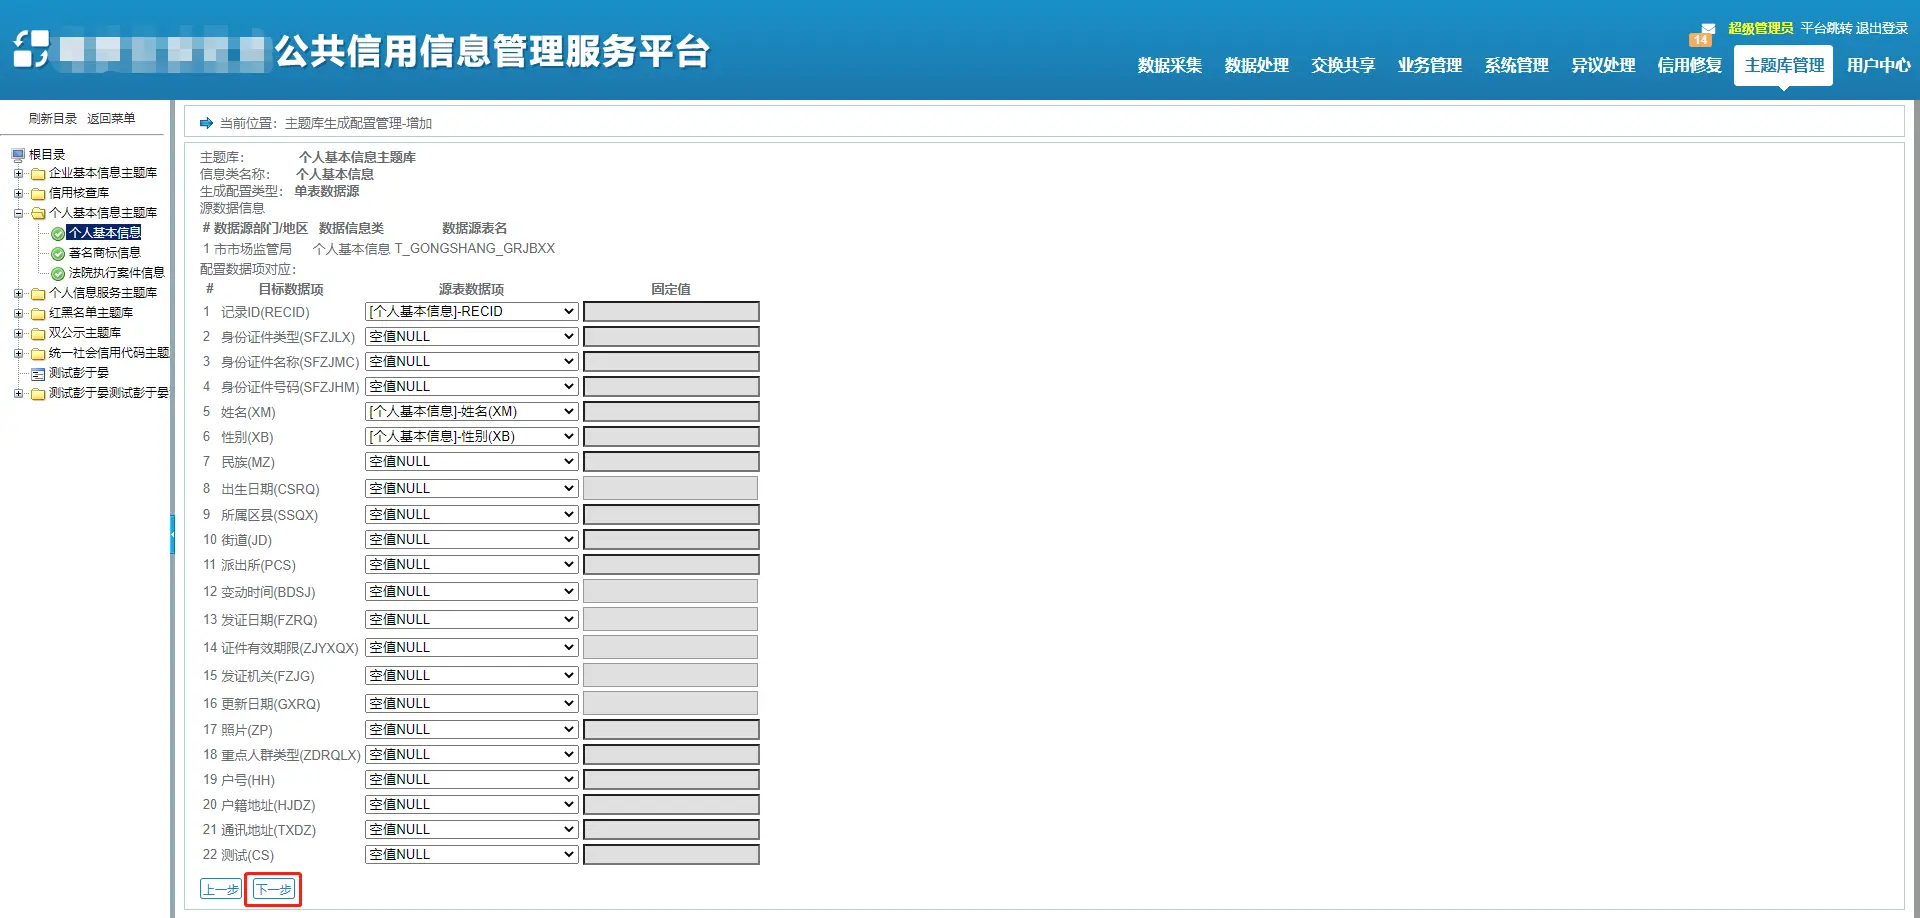 公共信用信息管理服务平台
14
超级管理员 平台跳转 退出登录
数据采集 数据处理 交换共享 业务管理 系统管理 异议处理 信用修复 主题库管理 用户中心
刷新目录 返回菜单
根目录
企业基本信息主题库
信用核查库
个人基本信息主题库
个人基本信息
著名商标信息
法院执行案件信息
个人信息服务主题库
红黑名单主题库
双公示主题库
统一社会信用代码主题
测试彭于晏
测试彭于晏测试彭于晏
当前位置：主题库生成配置管理-增加
主题库： 个人基本信息主题库
信息类名称： 个人基本信息
生成配置类型： 单表数据源
源数据信息
# 数据源部门/地区 数据信息类 数据源表名
1 市市场监管局 个人基本信息 T_GONGSHANG_GRJBXX
配置数据项对应：
# 目标数据项 源表数据项 固定值
1 记录ID(RECID) [个人基本信息]-RECID
2 身份证件类型(SFZJLX) 空值NULL
3 身份证件名称(SFZJMC) 空值NULL
4 身份证件号码(SFZJHM) 空值NULL
5 姓名(XM) [个人基本信息]-姓名(XM)
6 性别(XB) [个人基本信息]-性别(XB)
7 民族(MZ) 空值NULL
8 出生日期(CSRQ) 空值NULL
9 所属区县(SSQX) 空值NULL
10 街道(JD) 空值NULL
11 派出所(PCS) 空值NULL
12 变动时间(BDSJ) 空值NULL
13 发证日期(FZRQ) 空值NULL
14 证件有效期限(ZJYXQX) 空值NULL
15 发证机关(FZJG) 空值NULL
16 更新日期(GXRQ) 空值NULL
17 照片(ZP) 空值NULL
18 重点人群类型(ZDRQLX) 空值NULL
19 户号(HH) 空值NULL
20 户籍地址(HJDZ) 空值NULL
21 通讯地址(TXDZ) 空值NULL
22 测试(CS) 空值NULL
上一步 下一步